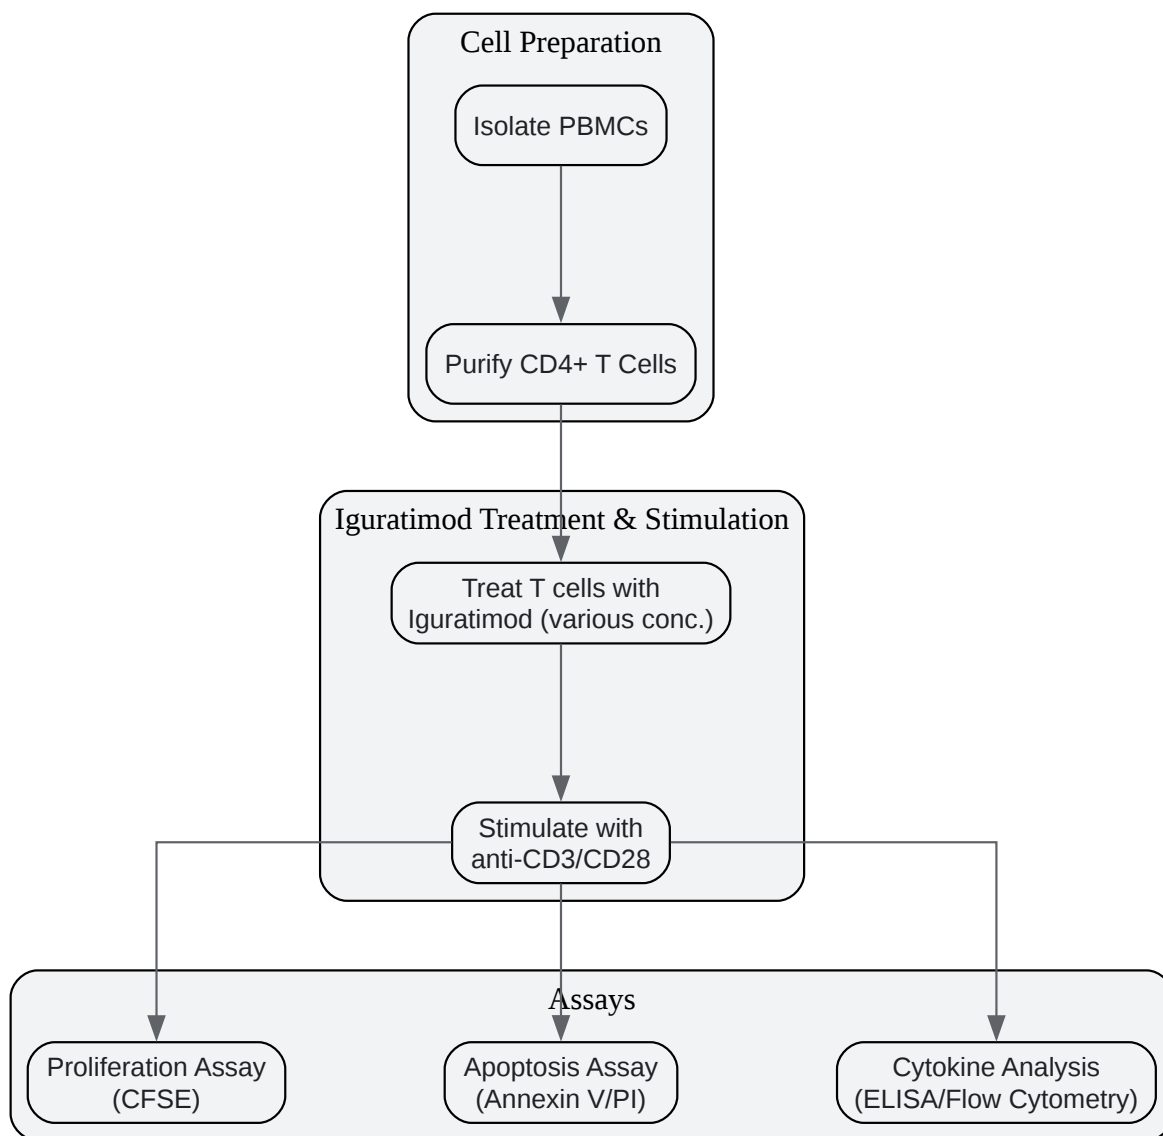 Cell Preparation
Isolate PBMCs
Purify CD4+ T Cells
Iguratimod Treatment & Stimulation
Treat T cells with
Iguratimod (various conc.)
Stimulate with
anti-CD3/CD28
Assays
Proliferation Assay
(CFSE)
Apoptosis Assay
(Annexin V/PI)
Cytokine Analysis
(ELISA/Flow Cytometry)